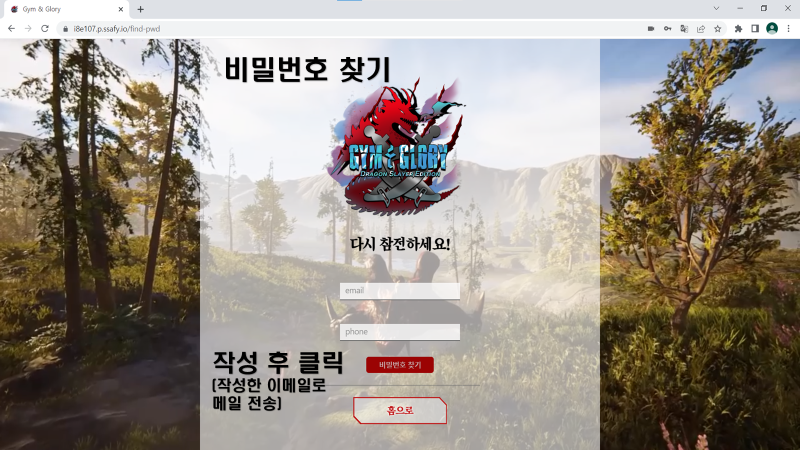 Gym & Glory
i8e107.p.ssafy.io/find-pwd
비밀번호 찾기
GYM & GLORY
DRAGON SLAYER EDITION
다시 참전하세요!
email
phone
작성 후 클릭
비밀번호 찾기
(작성한 이메일로
메일 전송)
홈으로